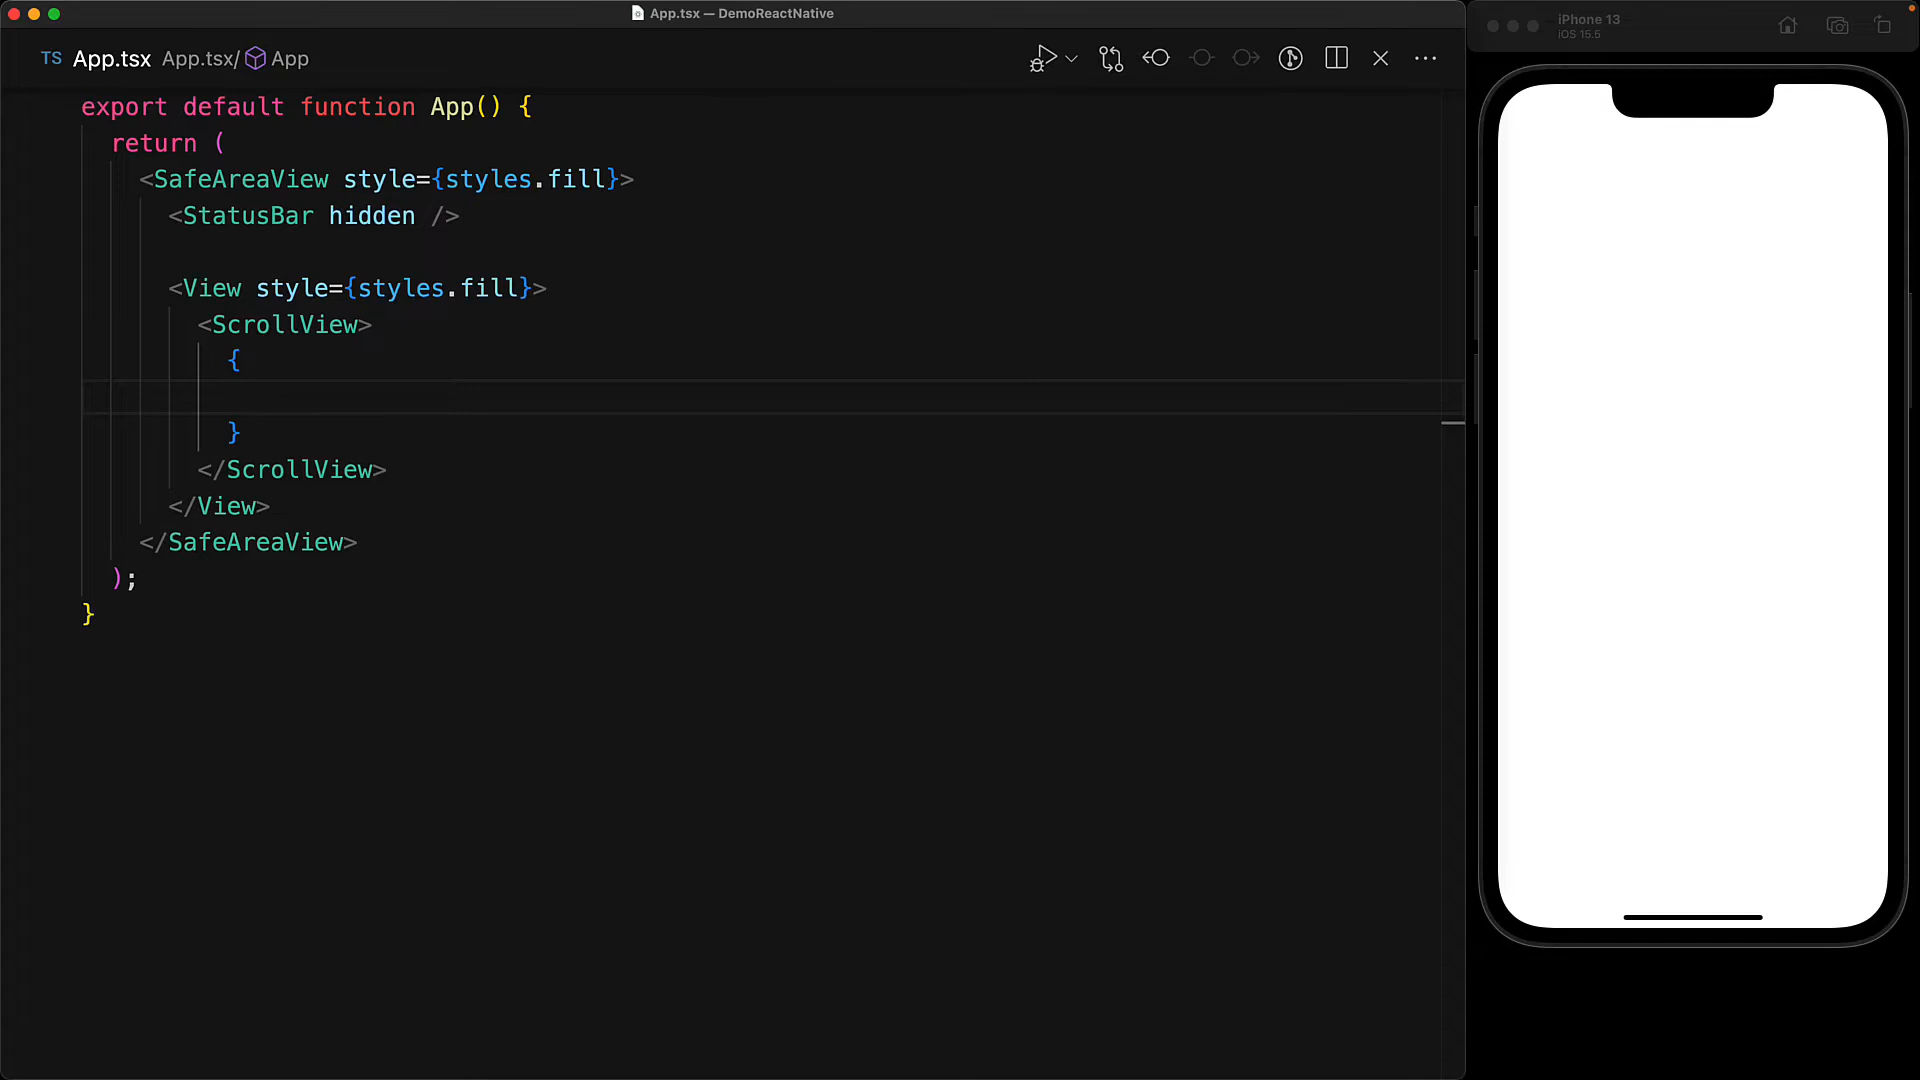 App.tsx — DemoReactNative
iPhone 13
iOS 15.5
TS App.tsx App.tsx/ App
export default function App() {
return (
<SafeAreaView style={styles.fill}>
<StatusBar hidden />
<View style={styles.fill}>
<ScrollView>
{
}
</ScrollView>
</View>
</SafeAreaView>
);
}